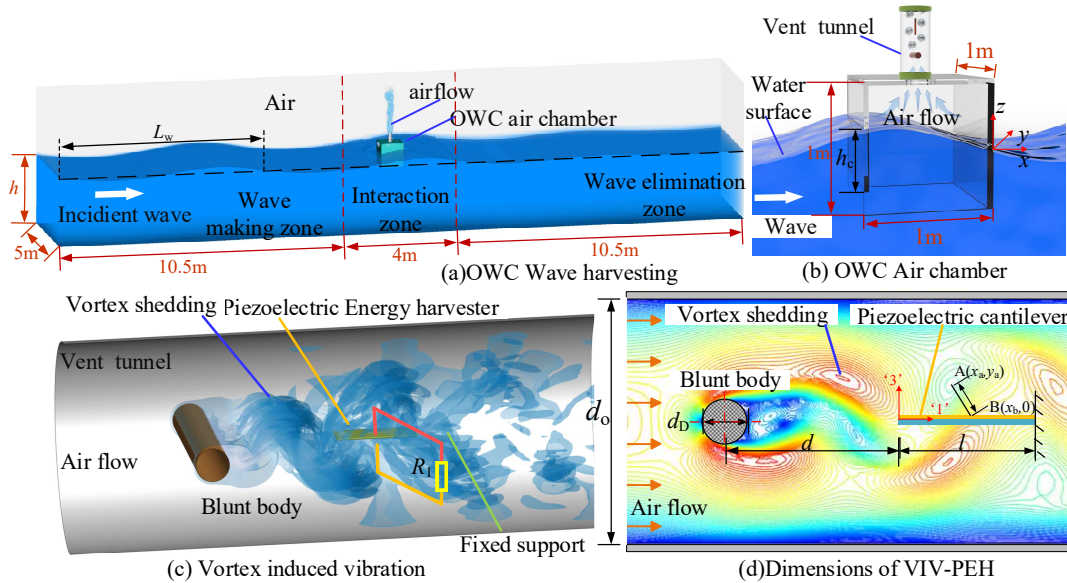 Air
airflow
OWC air chamber
L_w
h
Incident wave
Wave
making zone
Interaction
zone
Wave elimination
zone
5m
10.5m
4m
10.5m
(a)OWC Wave harvesting
Vent tunnel
1m
Water
surface
Air flow
z
y
x
1m
h_c
Wave
1m
(b) OWC Air chamber
Vortex shedding
Piezoelectric Energy harvester
Vent tunnel
Air flow
R_1
Blunt body
Fixed support
(c) Vortex induced vibration
Vortex shedding
Piezoelectric cantilever
Blunt body
'3'
A(x_a,y_a)
'1'
B(x_b,0)
d_o
d_D
d
l
Air flow
(d)Dimensions of VIV-PEH